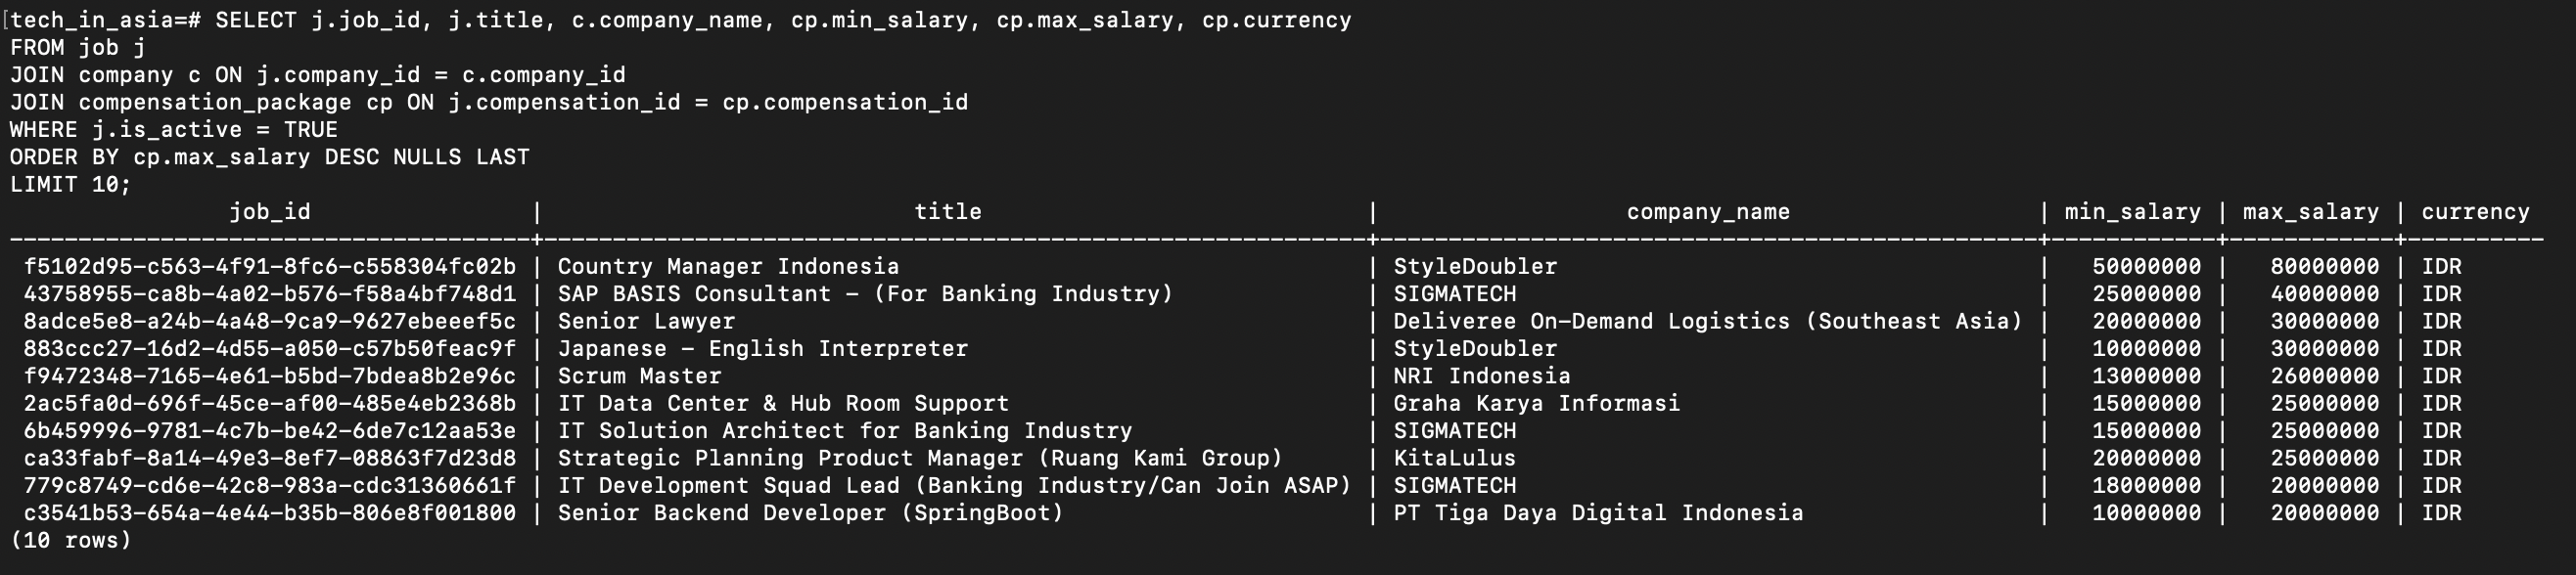 [tech_in_asia=# SELECT j.job_id, j.title, c.company_name, cp.min_salary, cp.max_salary, cp.currency
FROM job j
JOIN company c ON j.company_id = c.company_id
JOIN compensation_package cp ON j.compensation_id = cp.compensation_id
WHERE j.is_active = TRUE
ORDER BY cp.max_salary DESC NULLS LAST
LIMIT 10;
job_id | title | company_name | min_salary | max_salary | currency
--------------------------------------+------------------------------------------------------------+------------------------------------------------+------------+------------+----------
f5102d95-c563-4f91-8fc6-c558304fc02b | Country Manager Indonesia | StyleDoubler | 50000000 | 80000000 | IDR
43758955-ca8b-4a02-b576-f58a4bf748d1 | SAP BASIS Consultant - (For Banking Industry) | SIGMATECH | 25000000 | 40000000 | IDR
8adce5e8-a24b-4a48-9ca9-9627ebeeef5c | Senior Lawyer | Deliveree On-Demand Logistics (Southeast Asia) | 20000000 | 30000000 | IDR
883ccc27-16d2-4d55-a050-c57b50feac9f | Japanese - English Interpreter | StyleDoubler | 10000000 | 30000000 | IDR
f9472348-7165-4e61-b5bd-7bdea8b2e96c | Scrum Master | NRI Indonesia | 13000000 | 26000000 | IDR
2ac5fa0d-696f-45ce-af00-485e4eb2368b | IT Data Center & Hub Room Support | Graha Karya Informasi | 15000000 | 25000000 | IDR
6b459996-9781-4c7b-be42-6de7c12aa53e | IT Solution Architect for Banking Industry | SIGMATECH | 15000000 | 25000000 | IDR
ca33fabf-8a14-49e3-8ef7-08863f7d23d8 | Strategic Planning Product Manager (Ruang Kami Group) | KitaLulus | 20000000 | 25000000 | IDR
779c8749-cd6e-42c8-983a-cdc31360661f | IT Development Squad Lead (Banking Industry/Can Join ASAP) | SIGMATECH | 18000000 | 20000000 | IDR
c3541b53-654a-4e44-b35b-806e8f001800 | Senior Backend Developer (SpringBoot) | PT Tiga Daya Digital Indonesia | 10000000 | 20000000 | IDR
(10 rows)